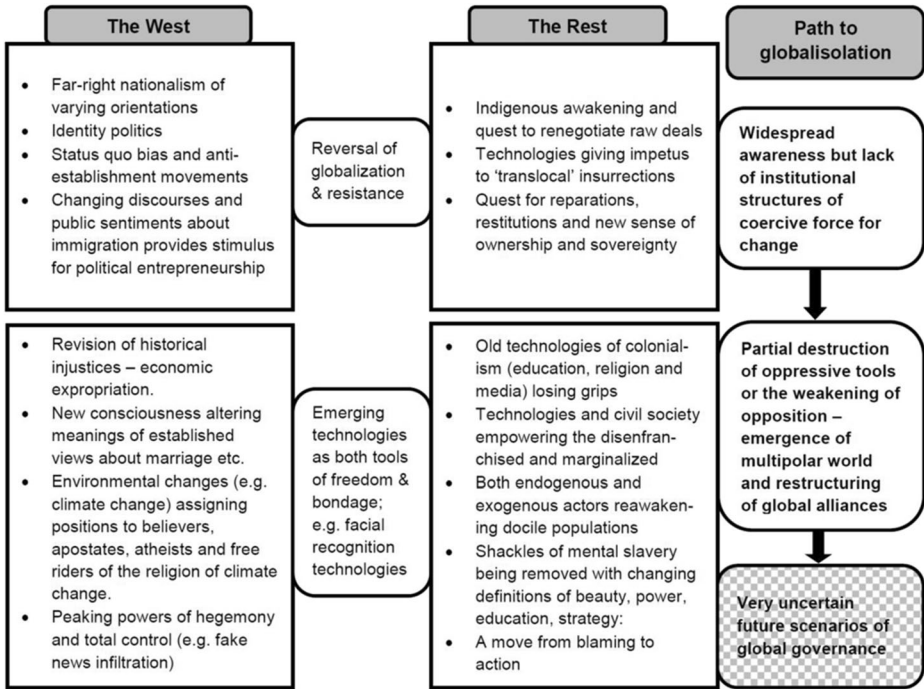 The West
• Far-right nationalism of
varying orientations
• Identity politics
• Status quo bias and anti-
establishment movements
• Changing discourses and
public sentiments about
immigration provides stimulus
for political entrepreneurship
Reversal of
globalization
& resistance
The Rest
• Indigenous awakening and
quest to renegotiate raw deals
• Technologies giving impetus
to ‘translocal’ insurrections
• Quest for reparations,
restitutions and new sense of
ownership and sovereignty
Path to
globalisolation
Widespread
awareness but lack
of institutional
structures of
coercive force for
change
• Revision of historical
injustices – economic
expropriation.
• New consciousness altering
meanings of established
views about marriage etc.
• Environmental changes (e.g.
climate change) assigning
positions to believers,
apostates, atheists and free
riders of the religion of climate
change.
• Peaking powers of hegemony
and total control (e.g. fake
news infiltration)
Emerging
technologies
as both tools
of freedom &
bondage;
e.g. facial
recognition
technologies
• Old technologies of colonial-
ism (education, religion and
media) losing grips
• Technologies and civil society
empowering the disenfran-
chised and marginalized
• Both endogenous and
exogenous actors reawaken-
ing docile populations
• Shackles of mental slavery
being removed with changing
definitions of beauty, power,
education, strategy:
• A move from blaming to
action
Partial destruction
of oppressive tools
or the weakening of
opposition –
emergence of
multipolar world
and restructuring
of global alliances
Very uncertain
future scenarios of
global governance